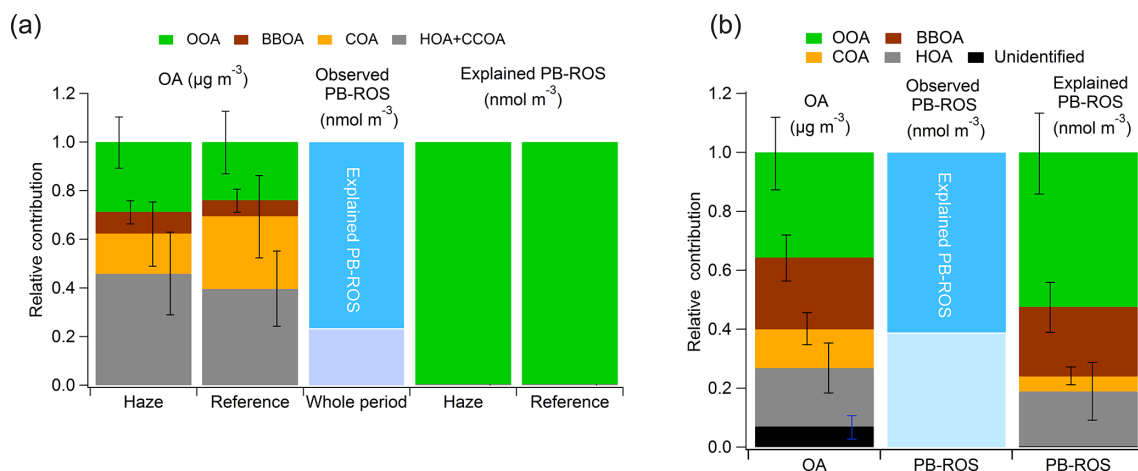 (a)
OOA BBOA COA HOA+CCOA
OA (µg m⁻³)
Observed
PB-ROS
(nmol m⁻³)
Explained PB-ROS
(nmol m⁻³)
Relative contribution
1.2
1.0
0.8
0.6
0.4
0.2
0.0
Explained PB-ROS
Haze Reference Whole period Haze Reference
(b)
OOA BBOA
COA HOA Unidentified
OA
(µg m⁻³)
Observed
PB-ROS
(nmol m⁻³)
Explained
PB-ROS
(nmol m⁻³)
Relative contribution
1.2
1.0
0.8
0.6
0.4
0.2
0.0
Explained PB-ROS
OA PB-ROS PB-ROS